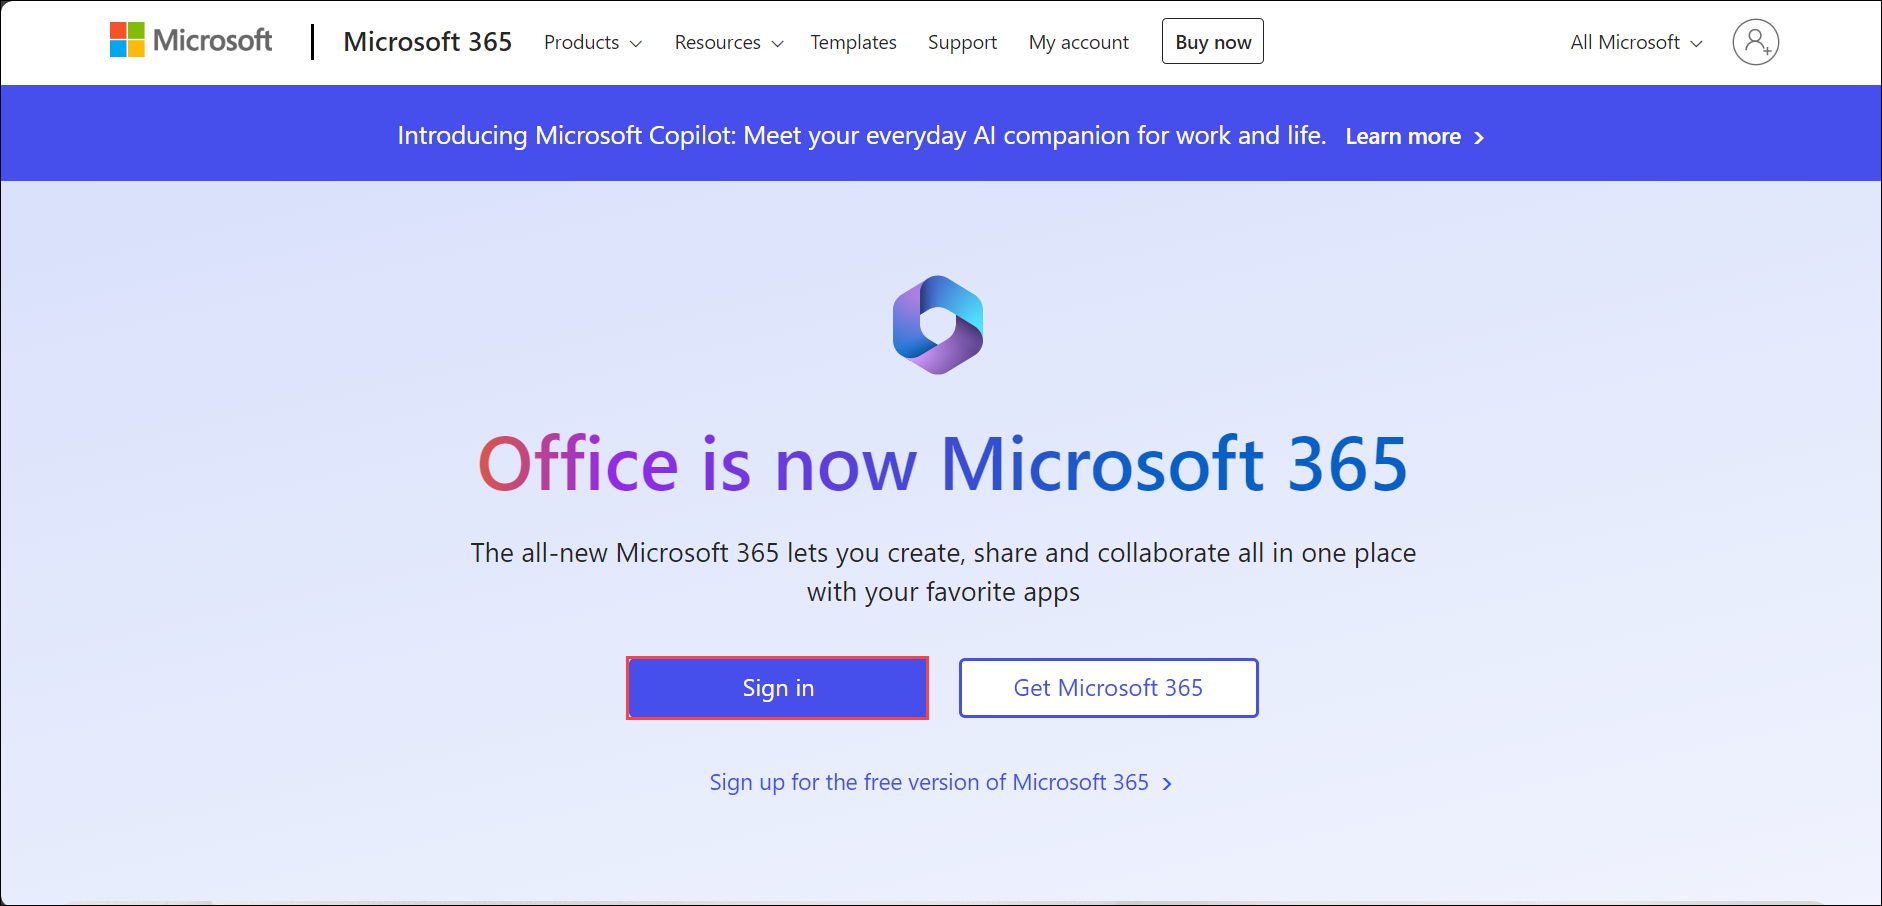 Microsoft
Microsoft 365 Products Resources Templates Support My account Buy now All Microsoft
Introducing Microsoft Copilot: Meet your everyday AI companion for work and life. Learn more
Office is now Microsoft 365
The all-new Microsoft 365 lets you create, share and collaborate all in one place
with your favorite apps
Sign in Get Microsoft 365
Sign up for the free version of Microsoft 365